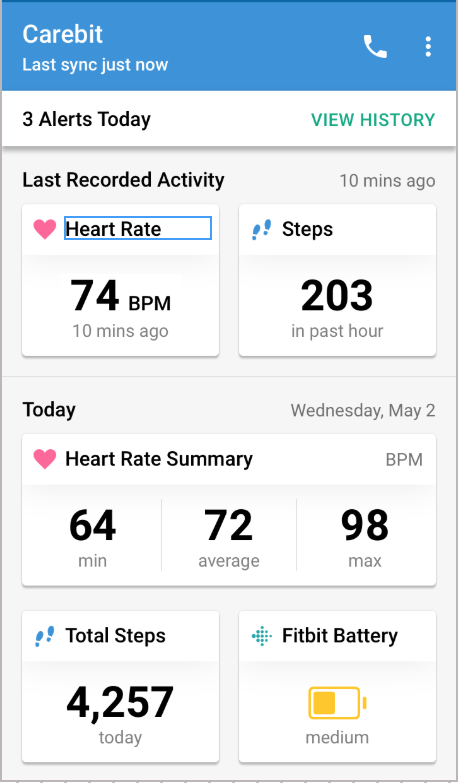 Carebit
Last sync just now
3 Alerts Today
VIEW HISTORY
Last Recorded Activity
10 mins ago
Heart Rate
74 BPM
10 mins ago
Steps
203
in past hour
Today
Wednesday, May 2
Heart Rate Summary
BPM
64
min
72
average
98
max
Total Steps
4,257
today
Fitbit Battery
medium